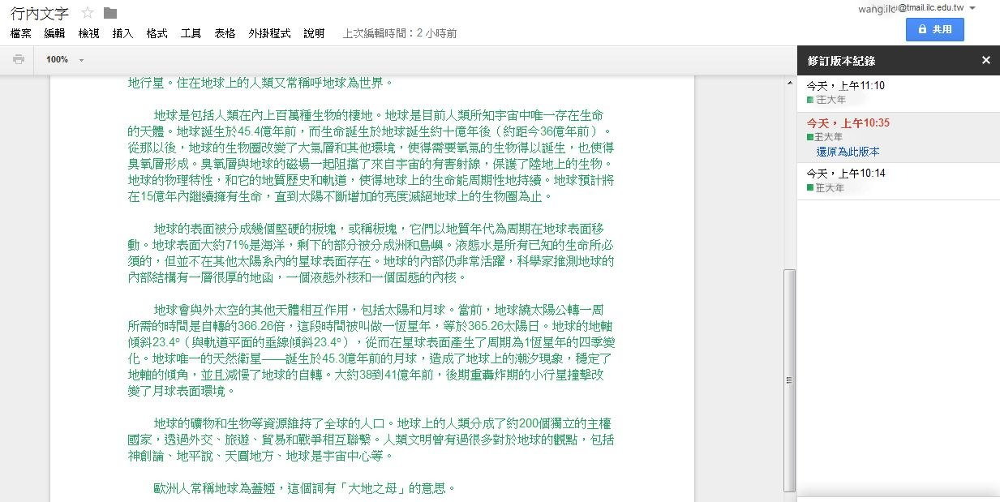 行內文字
@tmail.ilc.edu.tw
檔案 編輯 檢視 插入 格式 工具 表格 外掛程式 說明 上次編輯時間：2 小時前
共用
100%
修訂版本紀錄
地行星。住在地球上的人類又常稱呼地球為世界。
地球是包括人類在內上百萬種生物的棲地。地球是目前人類所知宇宙中唯一存在生命
的天體。地球誕生於45.4億年前，而生命誕生於地球誕生約十億年後（約距今36億年前）。
從那以後，地球的生物圈改變了大氣層和其他環境，使得需要氧氣的生物得以誕生，也使得
臭氧層形成。臭氧層與地球的磁場一起阻擋了來自宇宙的有害射線，保護了陸地上的生物。
地球的物理特性，和它的地質歷史和軌道，使得地球上的生命能周期性地持續。地球預計將
在15億年內繼續擁有生命，直到太陽不斷增加的亮度滅絕地球上的生物圈為止。
地球的表面被分成幾個堅硬的板塊，或稱板塊，它們以地質年代為周期在地球表面移
動。地球表面大約71%是海洋，剩下的部分被分成洲和島嶼。液態水是所有已知的生命所必
須的，但並不在其他太陽系內的星球表面存在。地球的內部仍非常活躍，科學家推測地球的
內部結構有一層很厚的地函，一個液態外核和一個固態的內核。
地球會與外太空的其他天體相互作用，包括太陽和月球。當前，地球繞太陽公轉一周
所需的時間是自轉的366.26倍，這段時間被叫做一恆星年，等於365.26太陽日。地球的地軸
傾斜23.4°（與軌道平面的垂線傾斜23.4°），從而在星球表面產生了周期為1恆星年的四季變
化。地球唯一的天然衛星——誕生於45.3億年前的月球，造成了地球上的潮汐現象，穩定了
地軸的傾角，並且減慢了地球的自轉。大約38到41億年前，後期重轟炸期的小行星撞擊改
變了月球表面環境。
地球的礦物和生物等資源維持了全球的人口。地球上的人類分成了約200個獨立的主權
國家，透過外交、旅遊、貿易和戰爭相互聯繫。人類文明曾有過很多對於地球的觀點，包括
神創論、地平說、天圓地方、地球是宇宙中心等。
歐洲人常稱地球為蓋婭，這個詞有「大地之母」的意思。
今天，上午11:10
王大年
今天，上午10:35
王大年
還原為此版本
今天，上午10:14
王大年